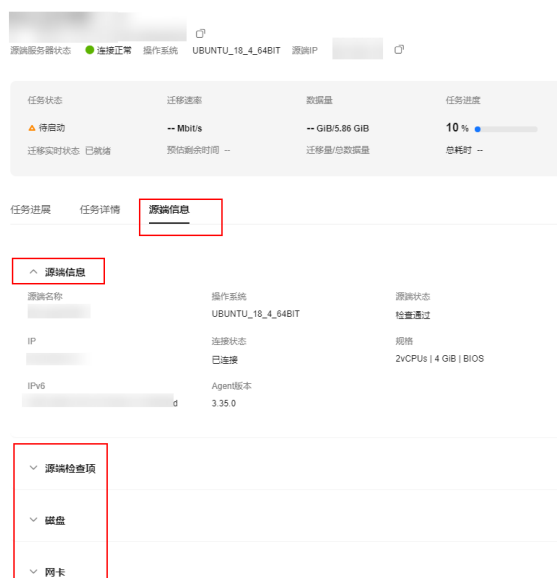 源端服务器状态 连接正常 操作系统 UBUNTU_18_4_64BIT 源端IP
任务状态 迁移速率 数据量 任务进度
待启动 -- Mbit/s -- GiB/5.86 GiB 10 %
迁移实时状态 已就绪 预估剩余时间 -- 迁移量/总数据量 总耗时 --
任务进展 任务详情 源端信息
源端信息
源端名称 操作系统 源端状态
UBUNTU_18_4_64BIT 检查通过
IP 连接状态 规格
已连接 2vCPUs | 4 GiB | BIOS
IPv6 Agent版本
d 3.35.0
源端检查项
磁盘
网卡